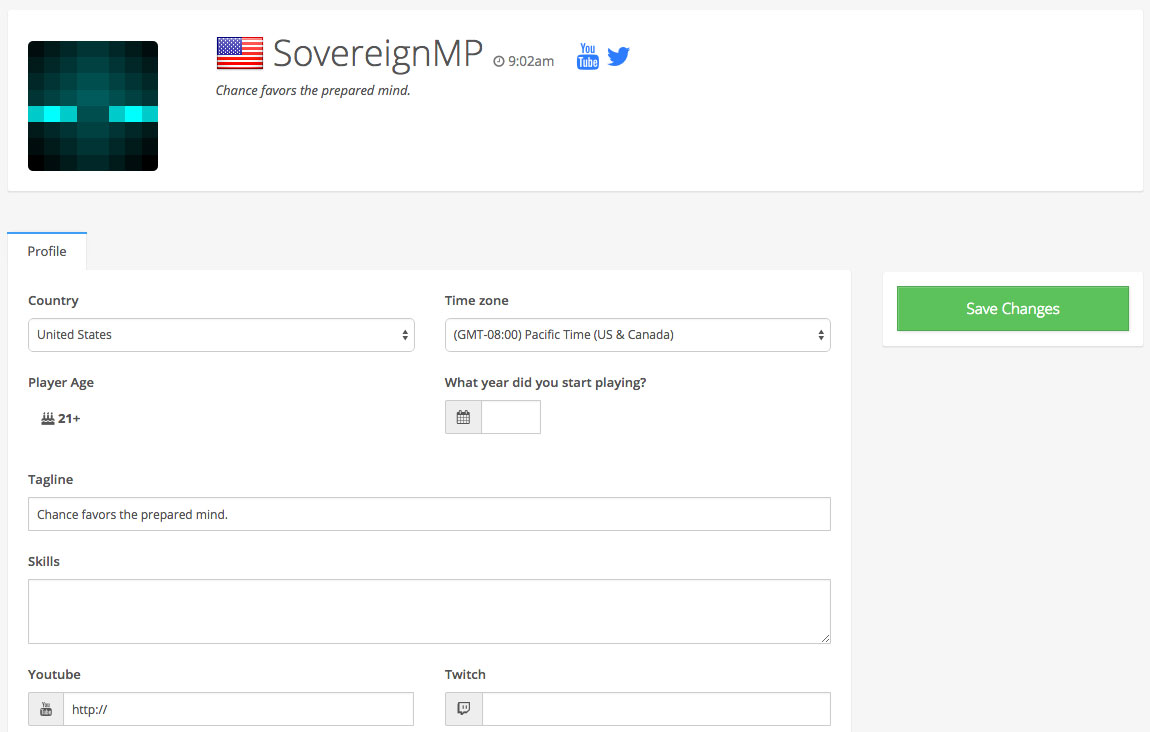 SovereignMP 9:02am You Tube
Chance favors the prepared mind.
Profile
Country
United States
Time zone
(GMT-08:00) Pacific Time (US & Canada)
Save Changes
Player Age
21+
What year did you start playing?
Tagline
Chance favors the prepared mind.
Skills
Youtube
You Tube http://
Twitch